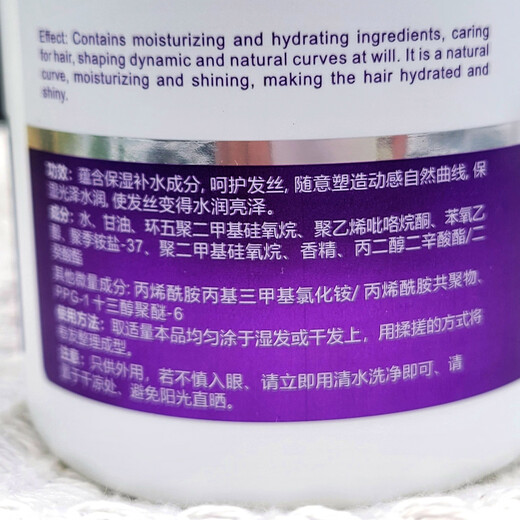 Effect: Contains moisturizing and hydrating ingredients, caring
for hair, shaping dynamic and natural curves at will. It is a natural
curve, moisturizing and shining, making the hair hydrated and
shiny.
功效: 蕴含保湿补水成分, 呵护发丝, 随意塑造动感自然曲线, 保
湿光泽水润, 使发丝变得水润亮泽。
成分: 水、甘油、环五聚二甲基硅氧烷、聚乙烯吡咯烷酮、苯氧乙
醇、聚季铵盐-37、聚二甲基硅氧烷、香精、丙二醇二辛酸酯/二
癸酸酯
其他微量成分: 丙烯酰胺丙基三甲基氯化铵/ 丙烯酰胺共聚物、
PPG-1 十三醇聚醚-6
使用方法: 取适量本品均匀涂于湿发或干发上, 用揉搓的方式将
头发整理成型。
注意: 只供外用, 若不慎入眼、请立即用清水洗净即可、请
置于干凉处、避免阳光直晒。